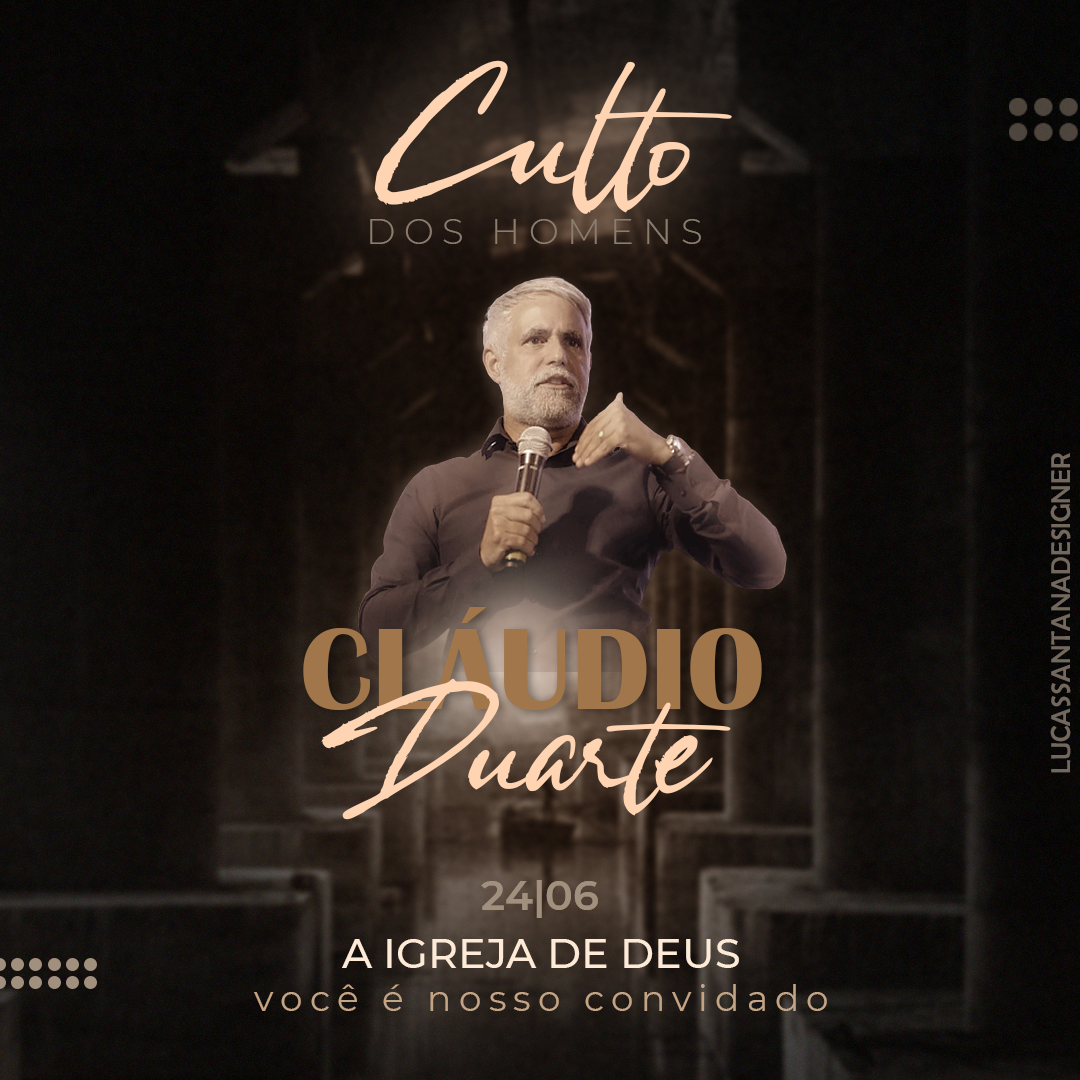 Culto
DOS HOMENS
CLÁUDIO
Duarte
24|06
A IGREJA DE DEUS
você é nosso convidado
LUCASSANTANADESIGNER